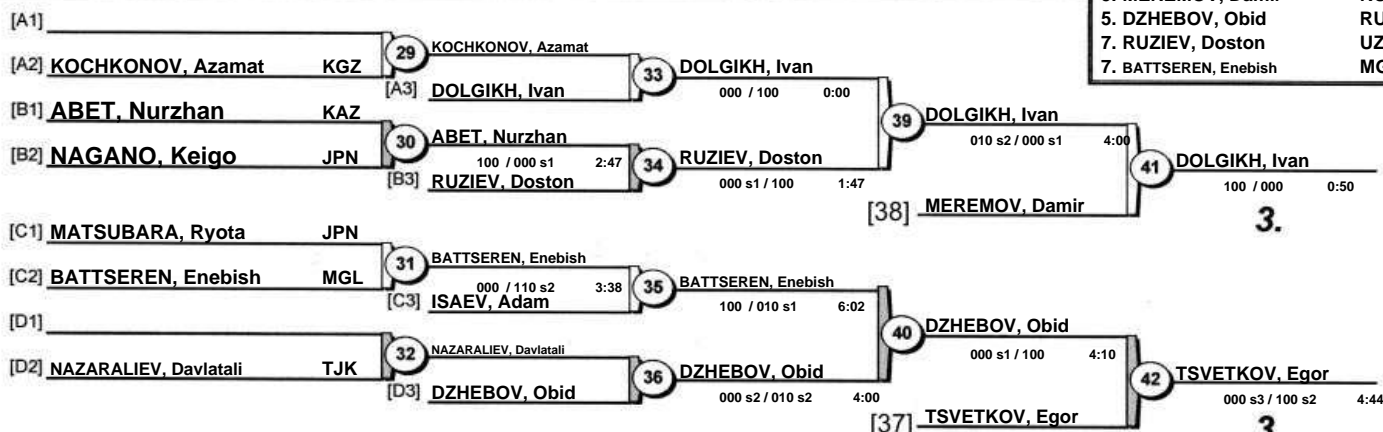 5. DZHEBOV, Obid RU
7. RUZIEV, Doston UZ
7. BATTSEREN, Enebish MG
[A1]
29 KOCHKONOV, Azamat
[A2] KOCHKONOV, Azamat KGZ
33 DOLGIKH, Ivan
[A3] DOLGIKH, Ivan
000 / 100 0:00
[B1] ABET, Nurzhan KAZ
39 DOLGIKH, Ivan
30 ABET, Nurzhan
010 s2 / 000 s1 4:00
[B2] NAGANO, Keigo JPN
100 / 000 s1 2:47
34 RUZIEV, Doston
41 DOLGIKH, Ivan
[B3] RUZIEV, Doston
000 s1 / 100 1:47
100 / 000 0:50
[38] MEREMOV, Damir
3.
[C1] MATSUBARA, Ryota JPN
31 BATTSEREN, Enebish
[C2] BATTSEREN, Enebish MGL
000 / 110 s2 3:38
35 BATTSEREN, Enebish
[C3] ISAEV, Adam
100 / 010 s1 6:02
[D1]
40 DZHEBOV, Obid
32 NAZARALIEV, Davlatali
000 s1 / 100 4:10
[D2] NAZARALIEV, Davlatali TJK
36 DZHEBOV, Obid
42 TSVETKOV, Egor
[D3] DZHEBOV, Obid
000 s2 / 010 s2 4:00
000 s3 / 100 s2 4:44
[37] TSVETKOV, Egor
3